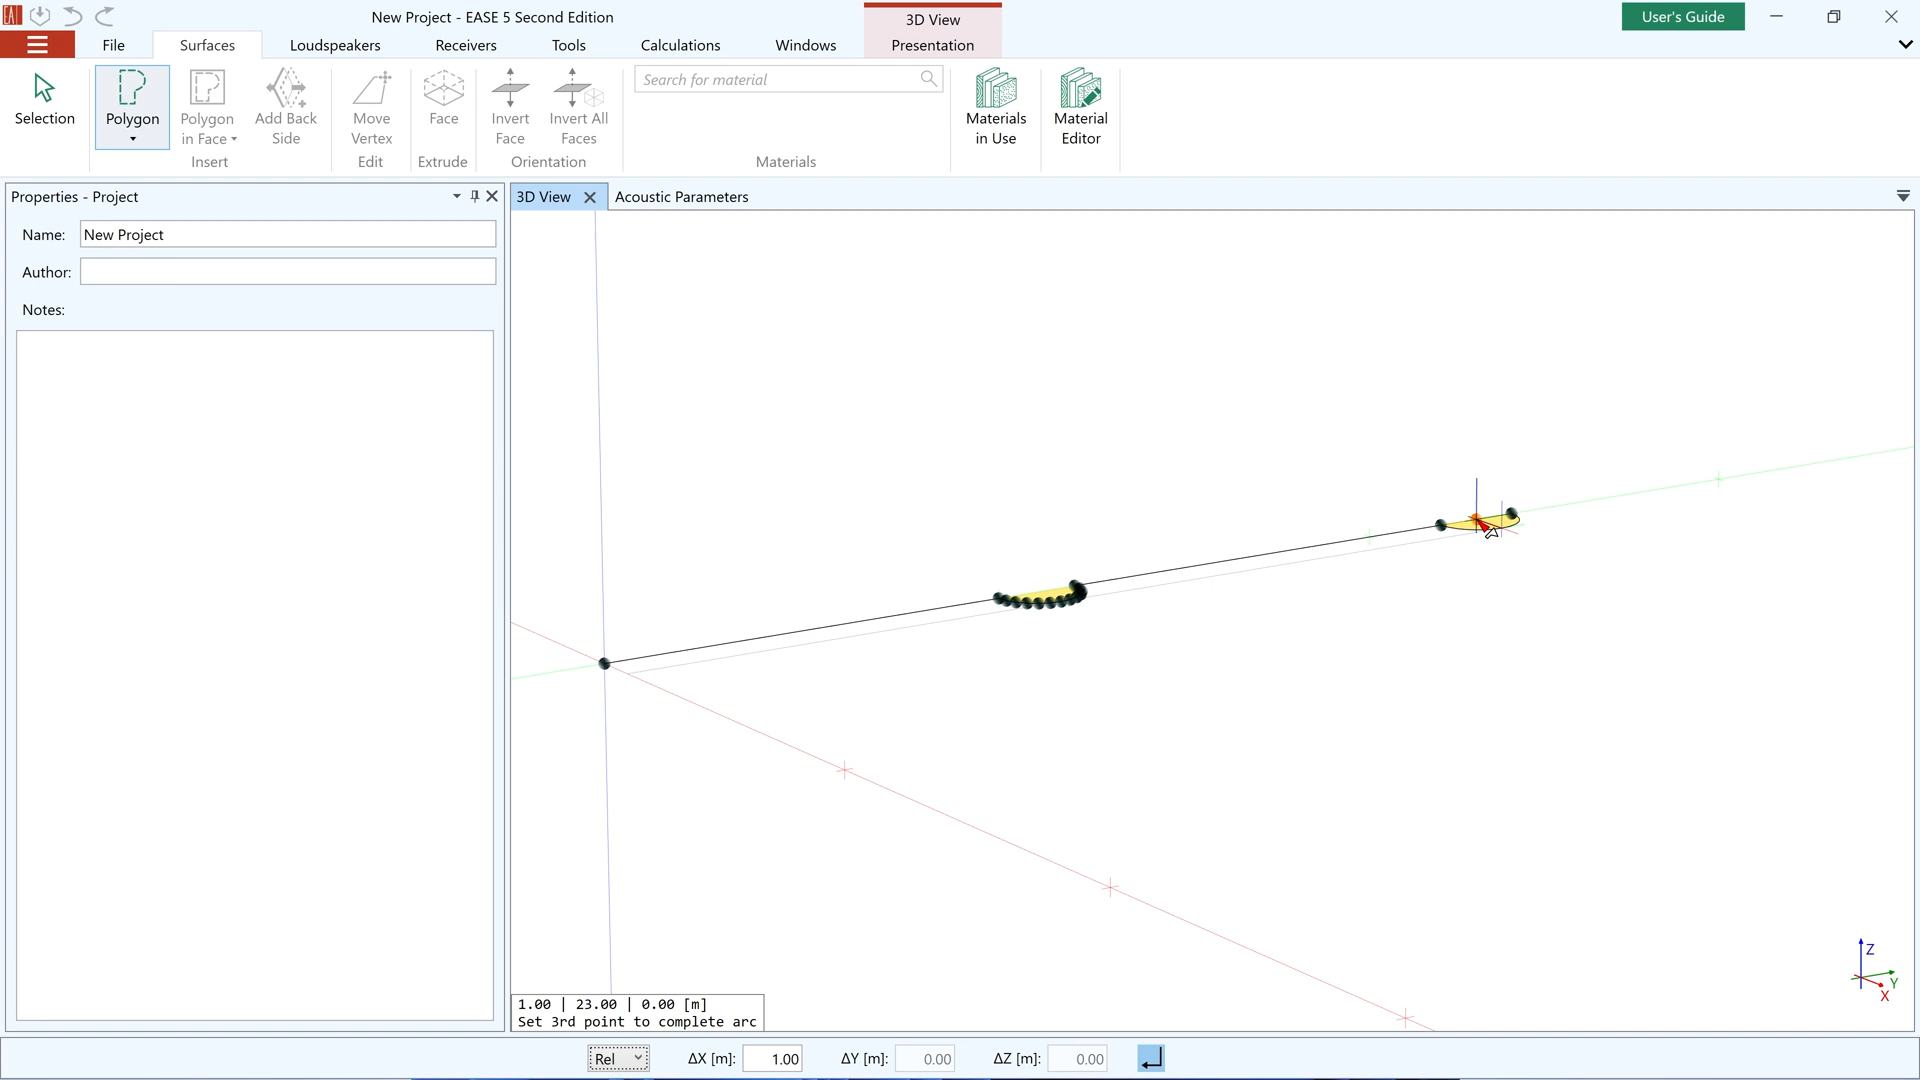 New Project - EASE 5 Second Edition
3D View
User's Guide
File
Surfaces
Loudspeakers
Receivers
Tools
Calculations
Windows
Presentation
Search for material
Selection
Polygon
Polygon
in Face
Add Back
Side
Move
Vertex
Face
Invert
Face
Invert All
Faces
Materials
in Use
Material
Editor
Insert
Edit
Extrude
Orientation
Materials
Properties - Project
3D View
Acoustic Parameters
Name:
New Project
Author:
Notes:
Z
Y
X
1.00 | 23.00 | 0.00 [m]
Set 3rd point to complete arc
Rel
ΔX [m]:
1.00
ΔY [m]:
0.00
ΔZ [m]:
0.00